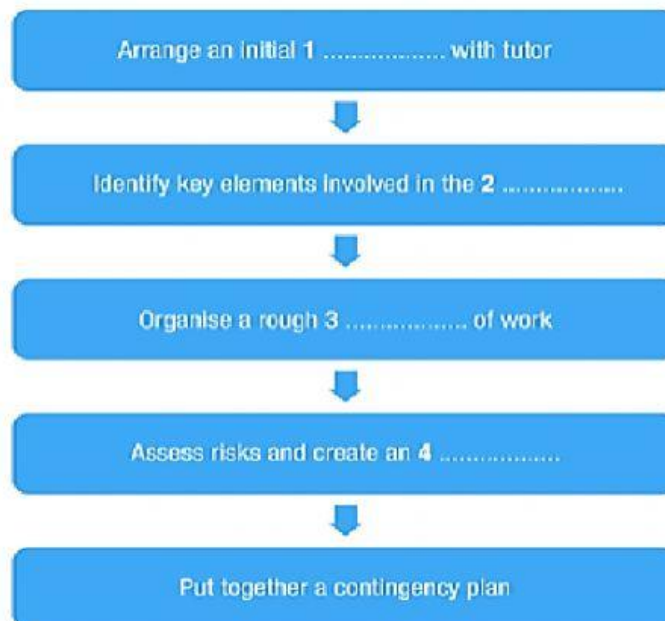 Arrange an initial 1 .................. with tutor
Identify key elements involved in the 2 ..................
Organise a rough 3 .................. of work
Assess risks and create an 4 ..................
Put together a contingency plan